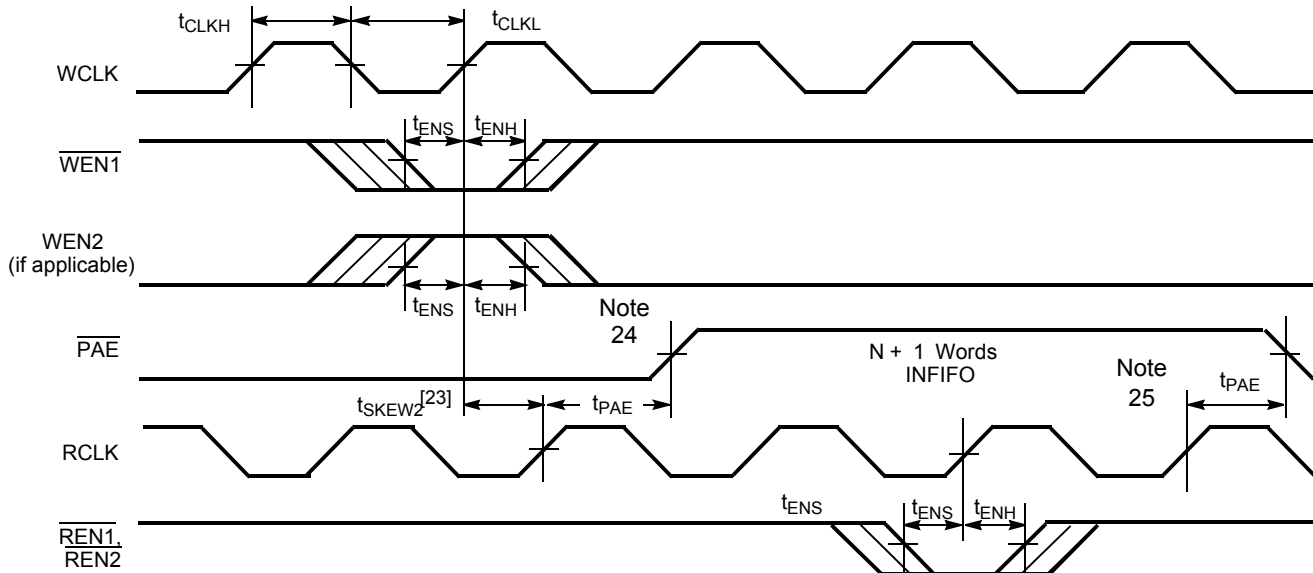 tCLKH
tCLKL
WCLK
tENS
tENH
WEN1
WEN2
(if applicable)
tENS
tENH
Note
24
PAE
N + 1 Words
INFIFO
Note
25
tPAE
tSKEW2[23]
tPAE
RCLK
tENS
tENS
tENH
REN1,
REN2